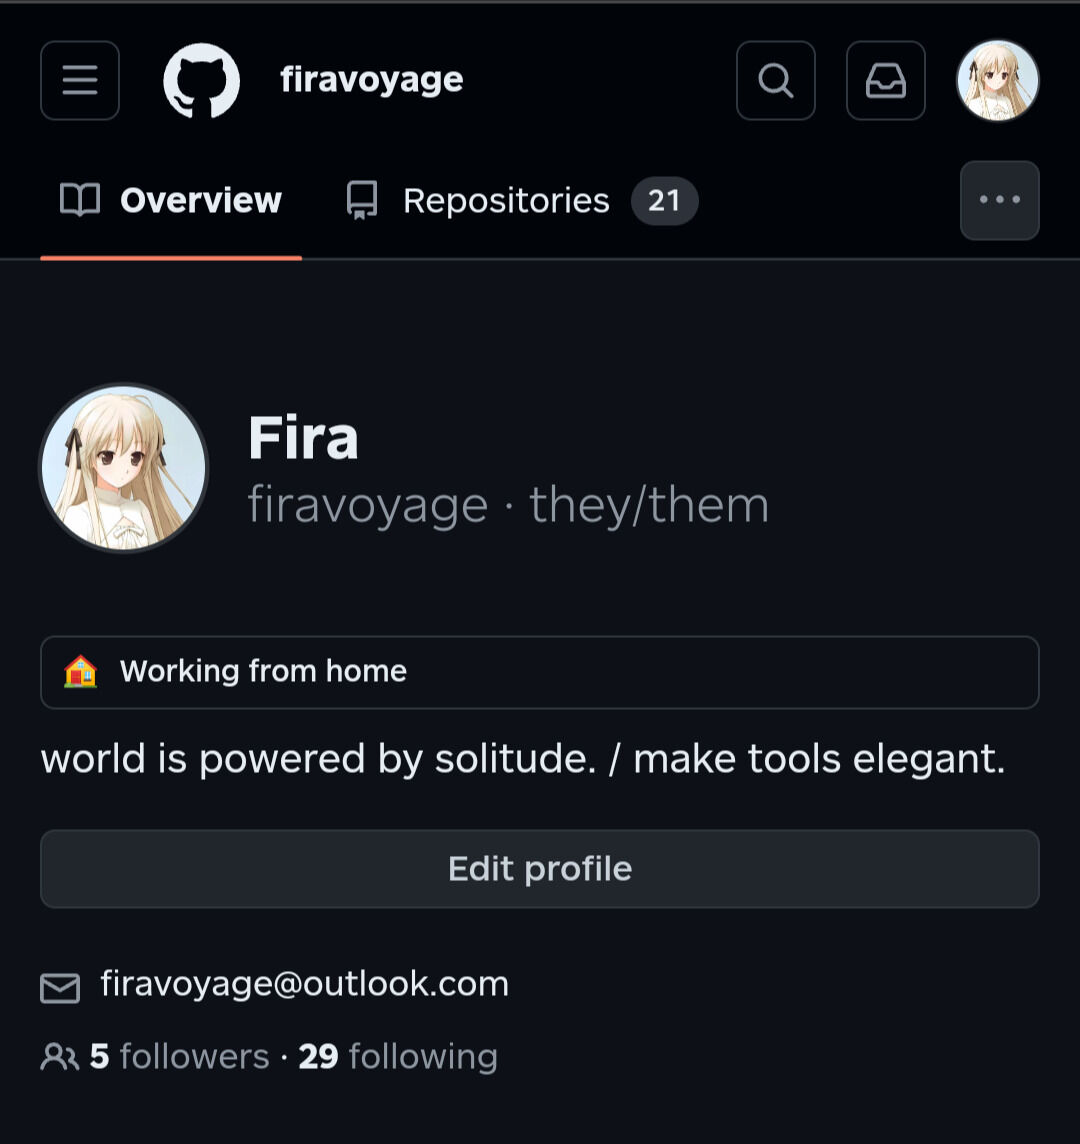 firavoyage
Overview
Repositories 21
Fira
firavoyage · they/them
Working from home
world is powered by solitude. / make tools elegant.
Edit profile
firavoyage@outlook.com
5 followers · 29 following